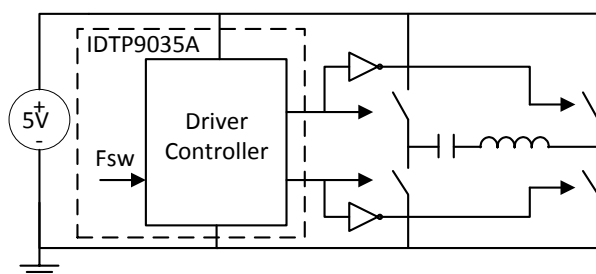 IDTP9035A
+
5V
-
Driver
Controller
Fsw